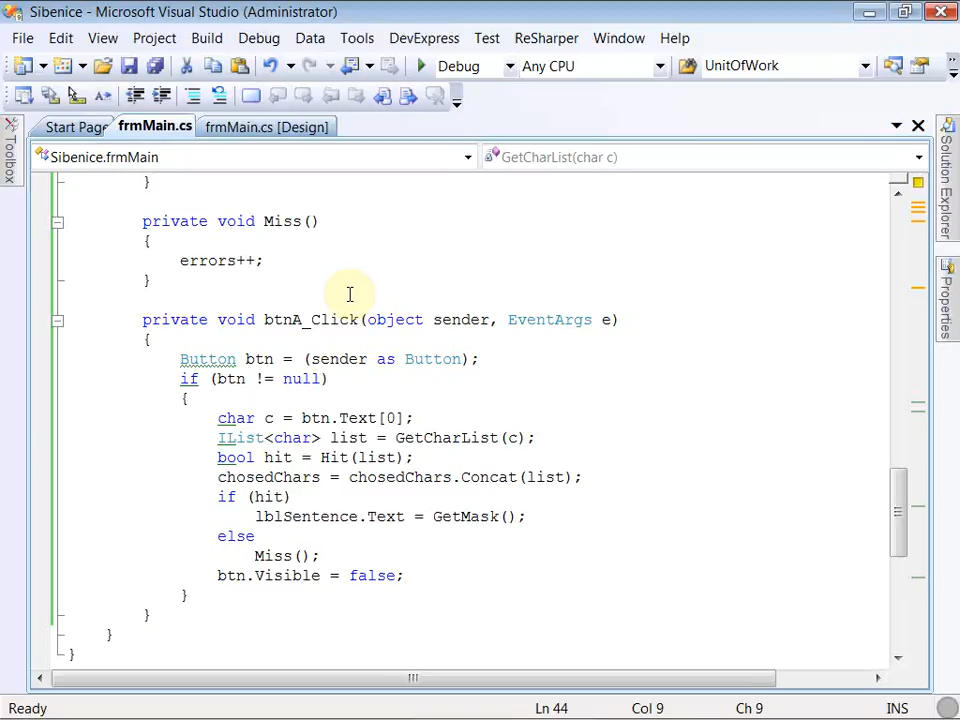 Sibenice - Microsoft Visual Studio (Administrator)
File Edit View Project Build Debug Data Tools DevExpress Test ReSharper Window Help
Debug Any CPU UnitOfWork
Start Page frmMain.cs frmMain.cs [Design]
Sibenice.frmMain GetCharList(char c)
Toolbox
Solution Explorer
Properties
}
private void Miss()
{
errors++;
}
private void btnA_Click(object sender, EventArgs e)
{
Button btn = (sender as Button);
if (btn != null)
{
char c = btn.Text[0];
IList<char> list = GetCharList(c);
bool hit = Hit(list);
chosedChars = chosedChars.Concat(list);
if (hit)
lblSentence.Text = GetMask();
else
Miss();
btn.Visible = false;
}
}
}
}
Ready Ln 44 Col 9 Ch 9 INS